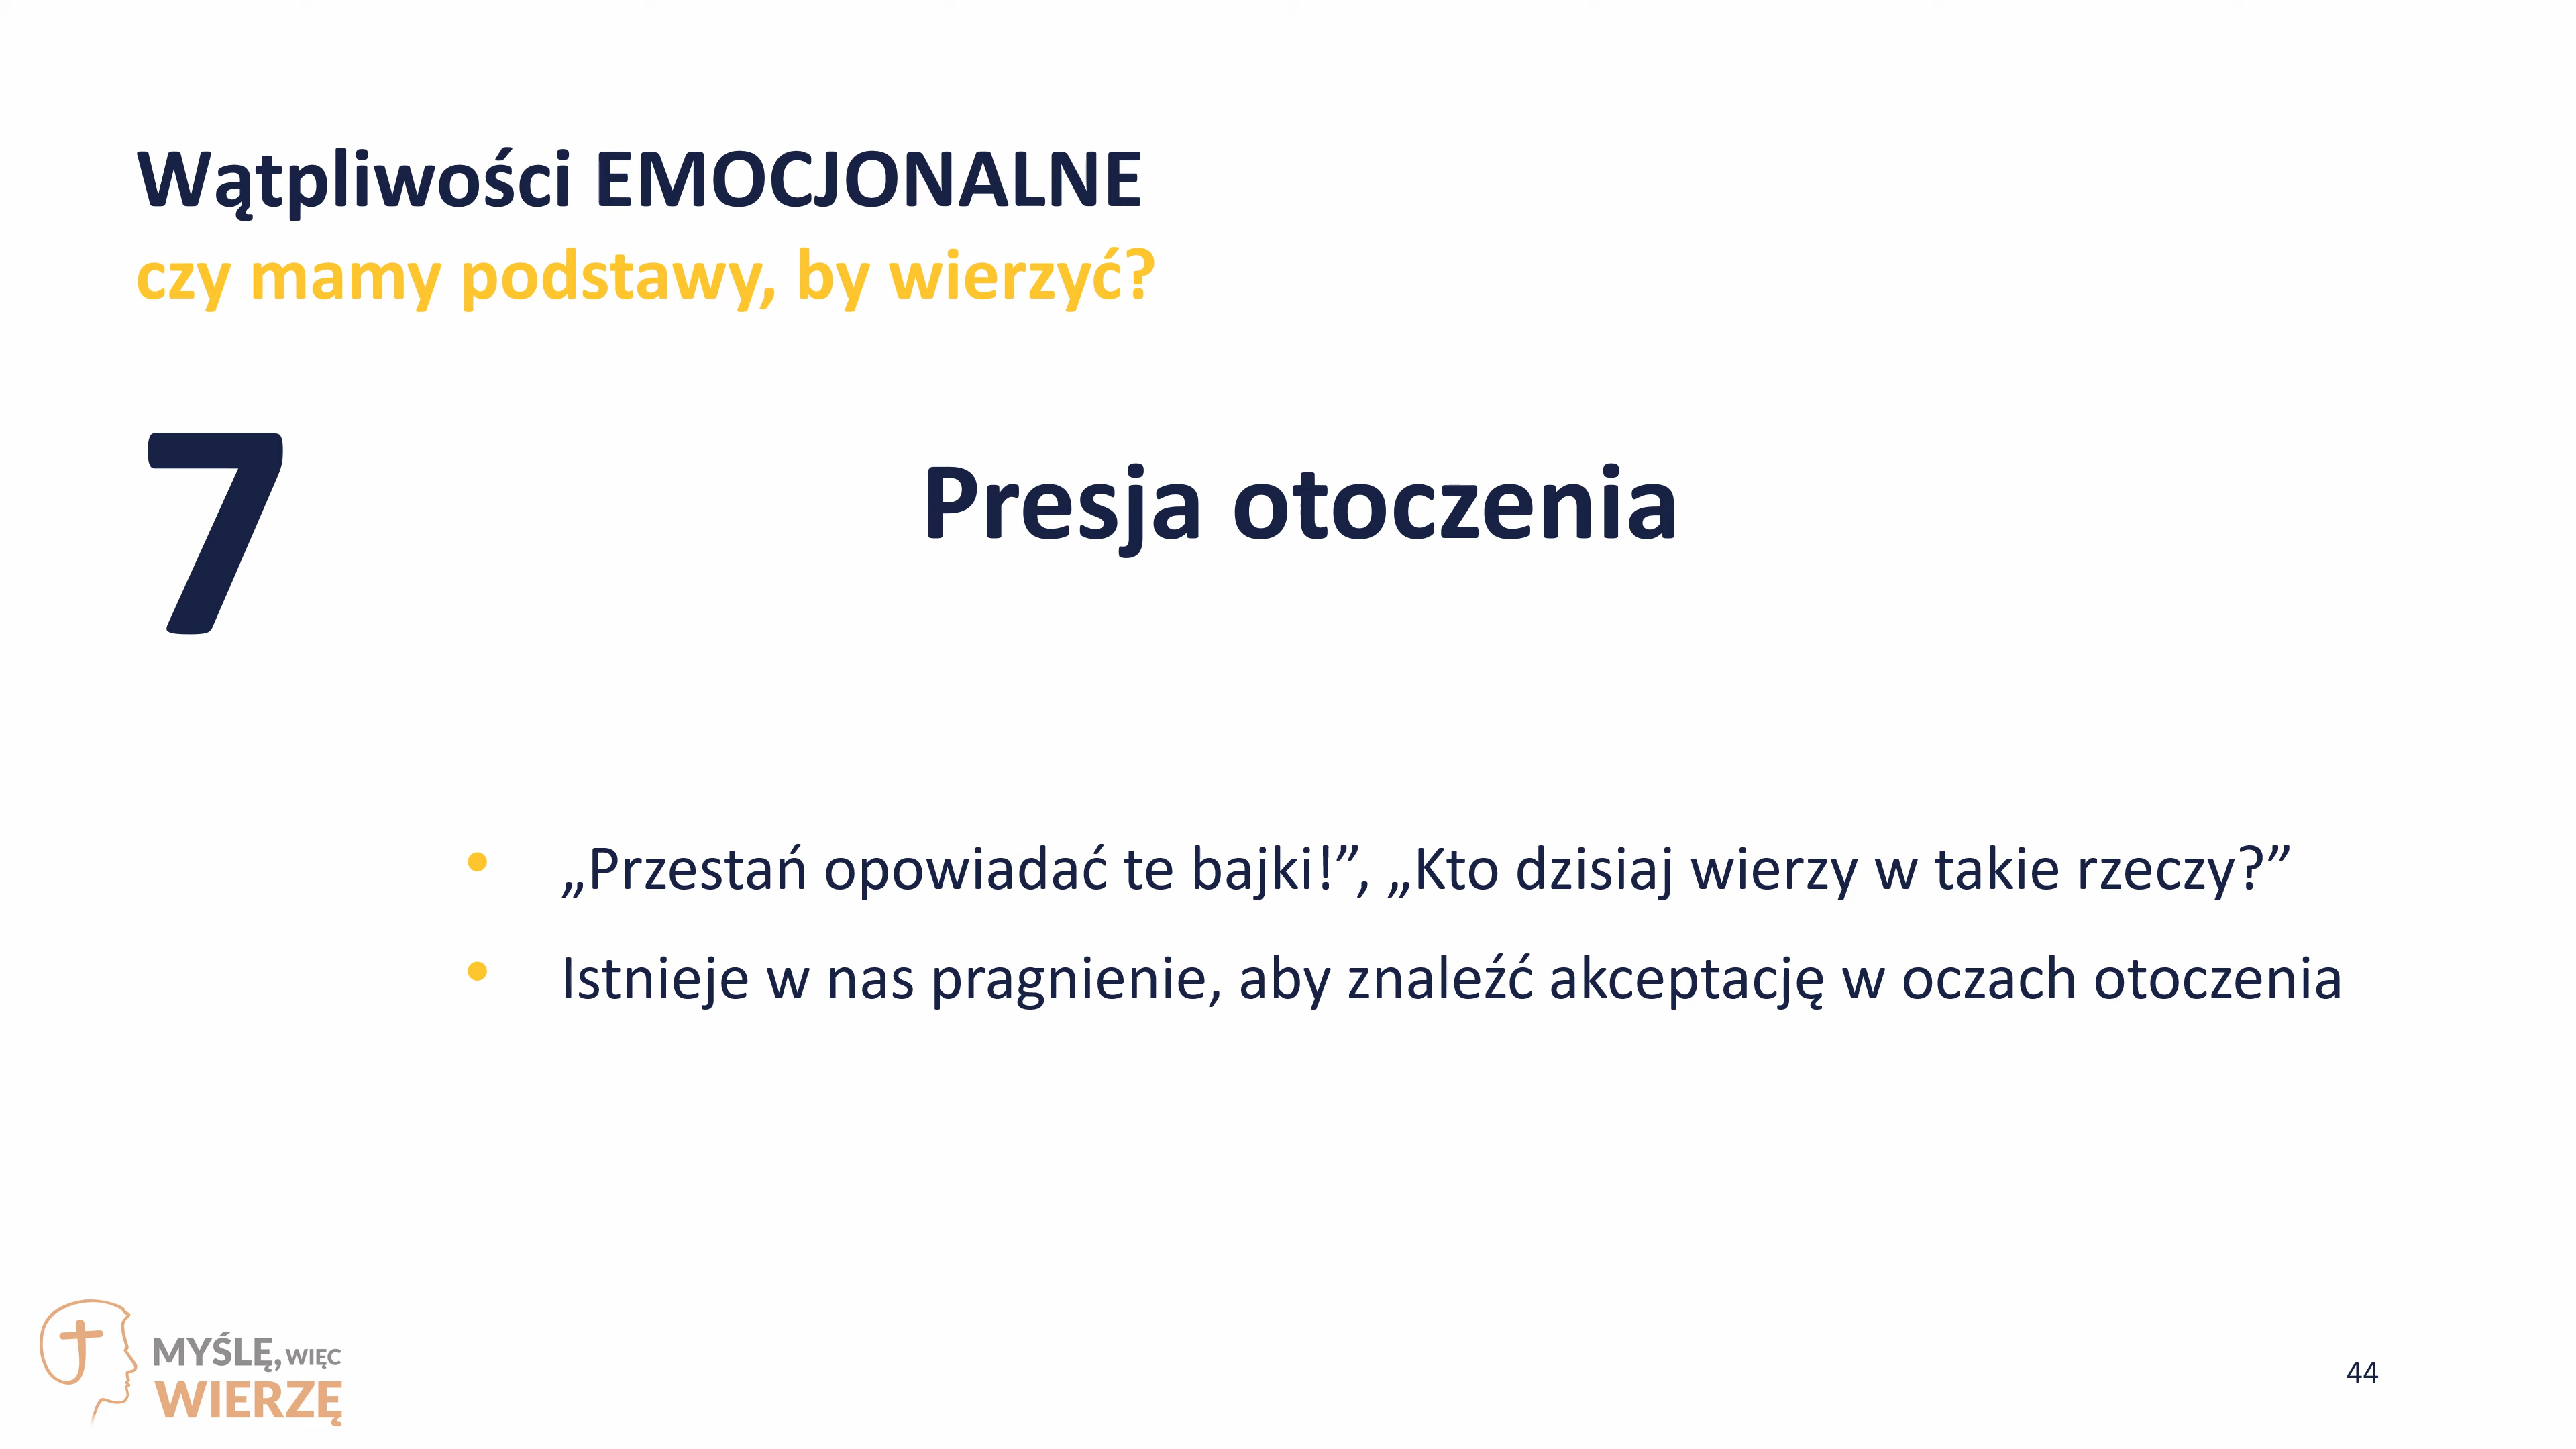 Wątpliwości EMOCJONALNE
czy mamy podstawy, by wierzyć?
7
Presja otoczenia
• „Przestań opowiadać te bajki!”, „Kto dzisiaj wierzy w takie rzeczy?”
• Istnieje w nas pragnienie, aby znaleźć akceptację w oczach otoczenia
MYŚLĘ, WIĘC
WIERZĘ
44